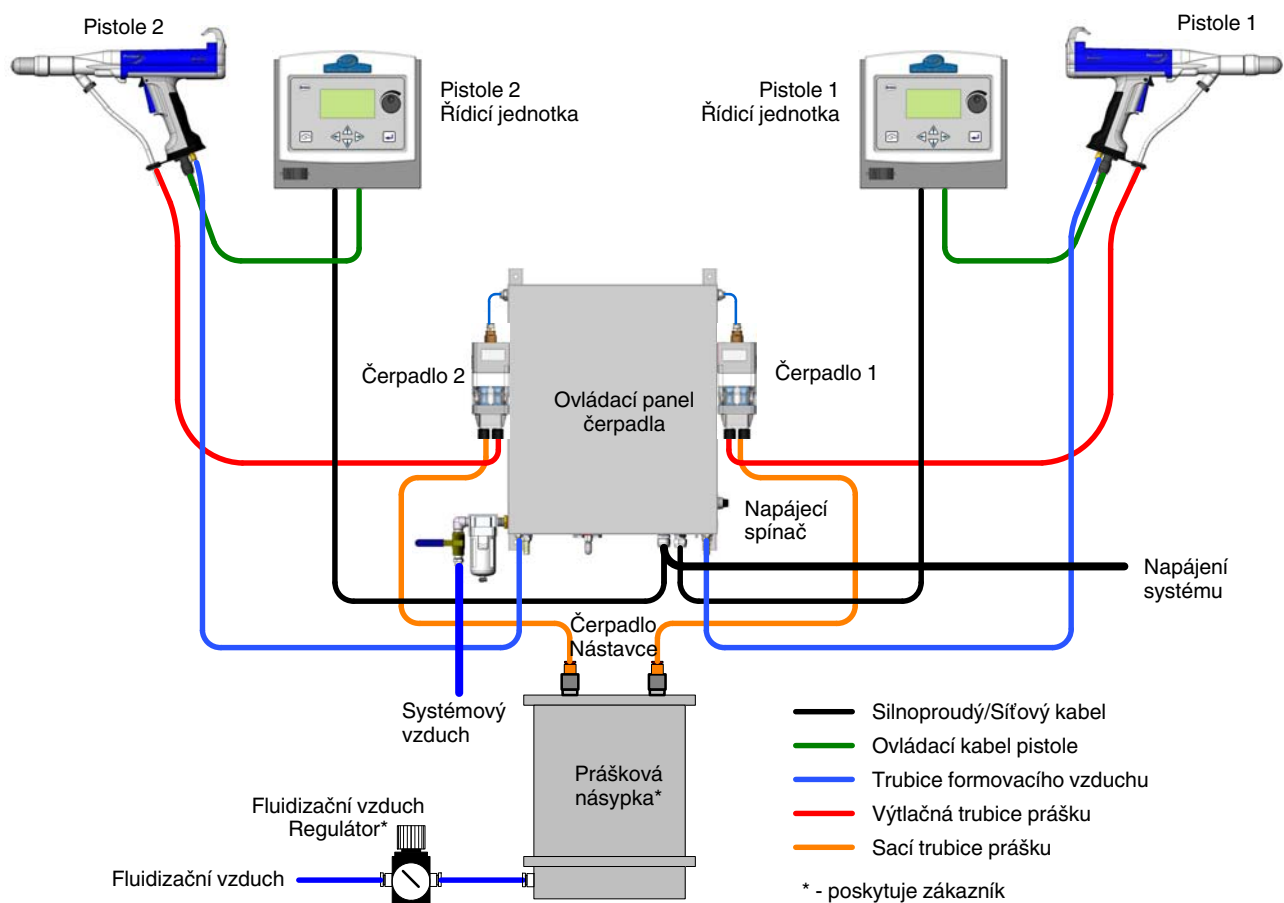 Pistole 2
Pistole 1
Pistole 2
Řídicí jednotka
Pistole 1
Řídicí jednotka
Čerpadlo 2
Ovládací panel
čerpadla
Čerpadlo 1
Napájecí
spínač
Napájení
systému
Čerpadlo
Nástavce
Systémový
vzduch
Prášková
násypka*
Fluidizační vzduch
Regulátor*
Fluidizační vzduch
Silnoproudý/Síťový kabel
Ovládací kabel pistole
Trubice formovacího vzduchu
Výtlačná trubice prášku
Sací trubice prášku
* - poskytuje zákazník